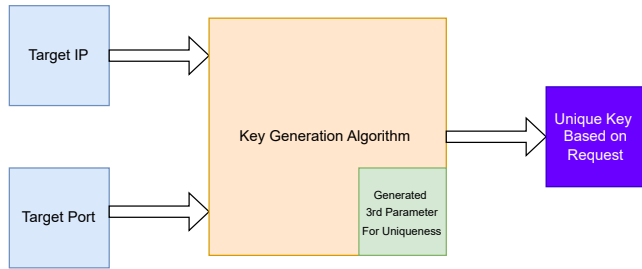 Target IP
Key Generation Algorithm
Unique Key
Based on
Request
Target Port
Generated
3rd Parameter
For Uniqueness